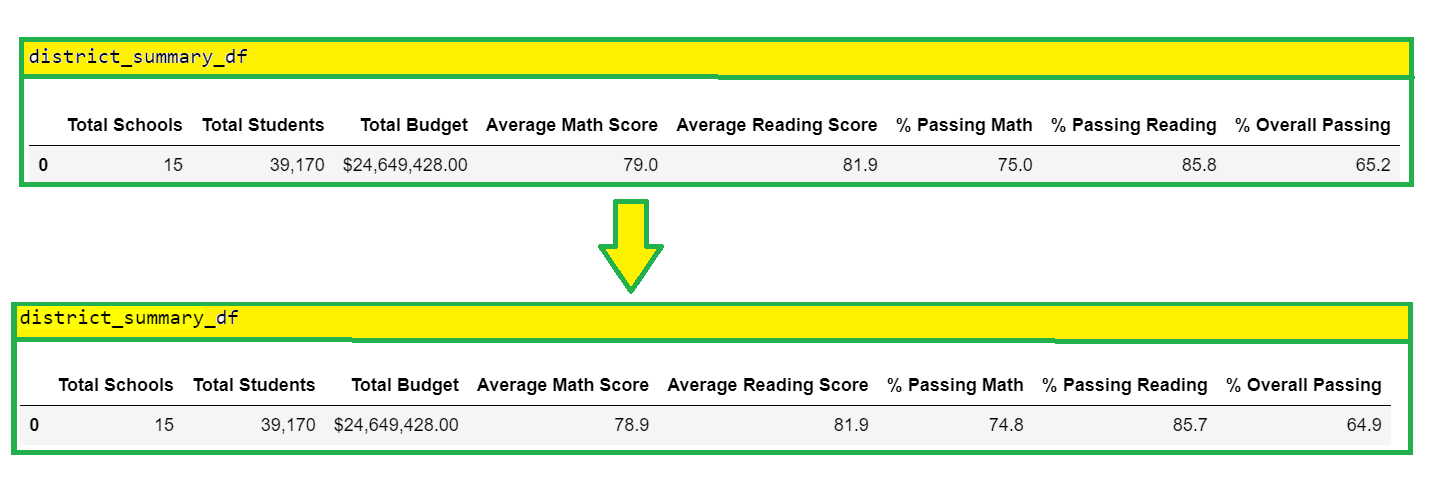 district_summary_df
Total Schools Total Students Total Budget Average Math Score Average Reading Score % Passing Math % Passing Reading % Overall Passing
0 15 39,170 $24,649,428.00 79.0 81.9 75.0 85.8 65.2
district_summary_df
Total Schools Total Students Total Budget Average Math Score Average Reading Score % Passing Math % Passing Reading % Overall Passing
0 15 39,170 $24,649,428.00 78.9 81.9 74.8 85.7 64.9